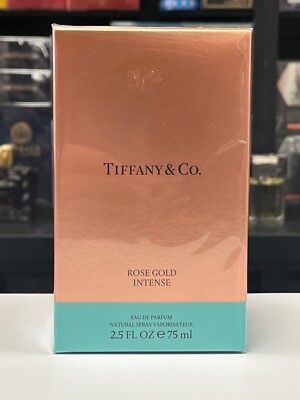 TIFFANY & CO.
ROSE GOLD
INTENSE
EAU DE PARFUM
NATURAL SPRAY VAPORISATEUR
2.5 FL OZ ℮ 75 ml